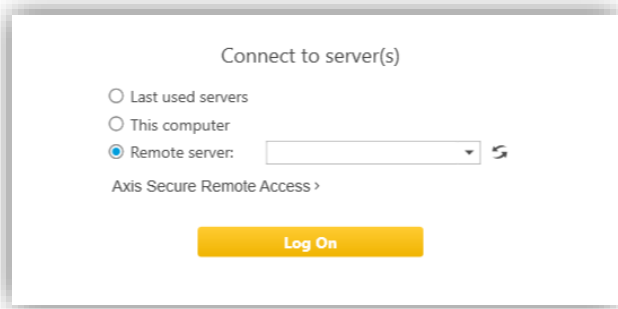 Connect to server(s)
Last used servers
This computer
Remote server:
Axis Secure Remote Access >
Log On